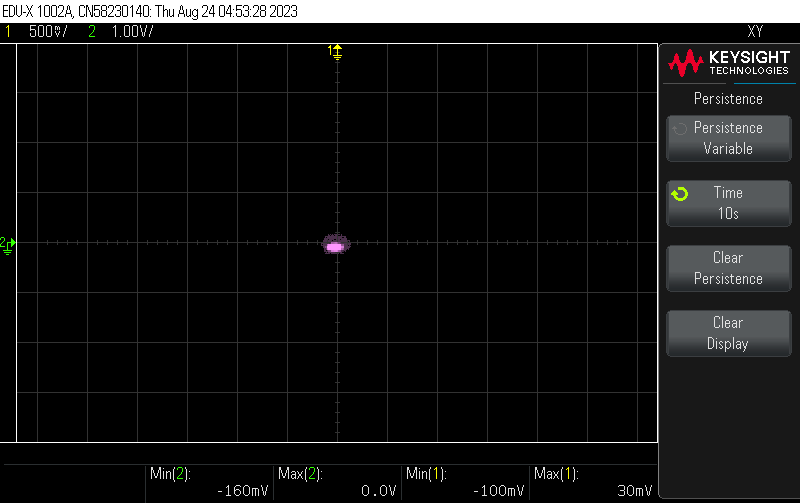 EDU-X 1002A, CN58230140: Thu Aug 24 04:53:28 2023
1 500mV/ 2 1.00V/ XY
1
KEYSIGHT
TECHNOLOGIES
Persistence
Persistence
Variable
2
Time
10s
Clear
Persistence
Clear
Display
Min(2): Max(2): Min(1): Max(1):
-160mV 0.0V -100mV 30mV